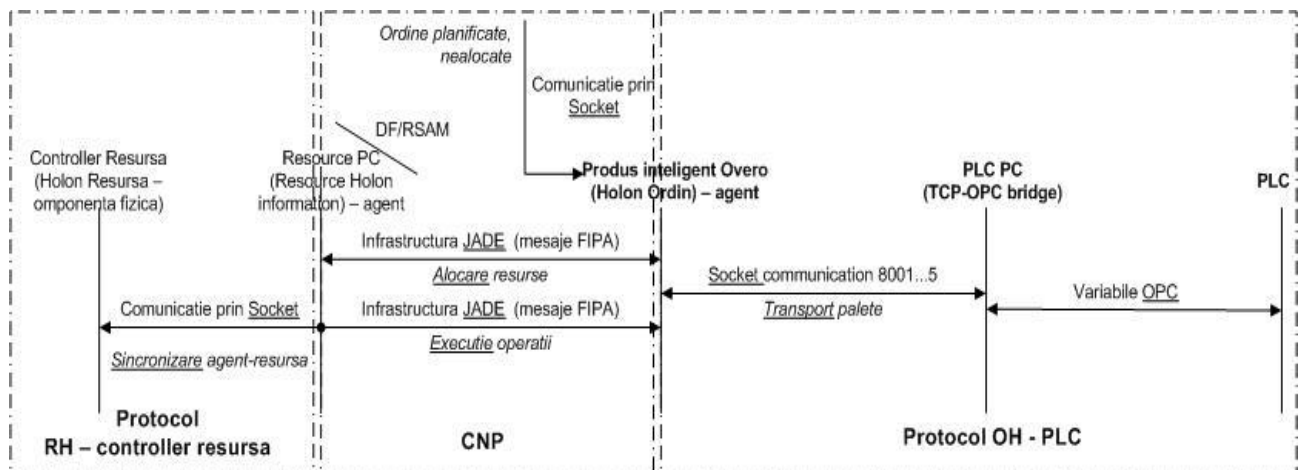 Ordine planificate,
nealocate
Comunicatie prin
Socket
DF/RSAM
Controller Resursa
(Holon Resursa –
omponenta fizica)
Resource PC
(Resource Holon
information) – agent
Produs inteligent Overo
(Holon Ordin) – agent
PLC PC
(TCP-OPC bridge)
PLC
Infrastructura JADE (mesaje FIPA)
Alocare resurse
Socket communication 8001...5
Transport palete
Variabile OPC
Comunicatie prin Socket
Sincronizare agent-resursa
Infrastructura JADE (mesaje FIPA)
Executie operatii
Protocol
RH – controller resursa
CNP
Protocol OH - PLC